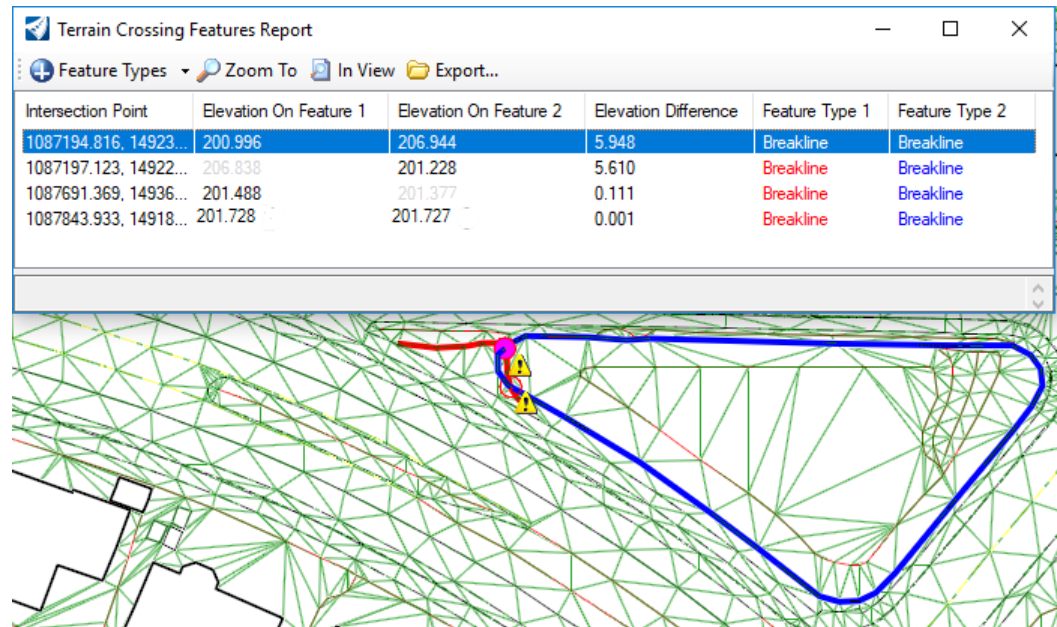 Terrain Crossing Features Report
Feature Types Zoom To In View Export...
Intersection Point Elevation On Feature 1 Elevation On Feature 2 Elevation Difference Feature Type 1 Feature Type 2
1087194.816, 14923... 200.996 206.944 5.948 Breakline Breakline
1087197.123, 14922... 206.838 201.228 5.610 Breakline Breakline
1087691.369, 14936... 201.488 201.377 0.111 Breakline Breakline
1087843.933, 14918... 201.728 201.727 0.001 Breakline Breakline